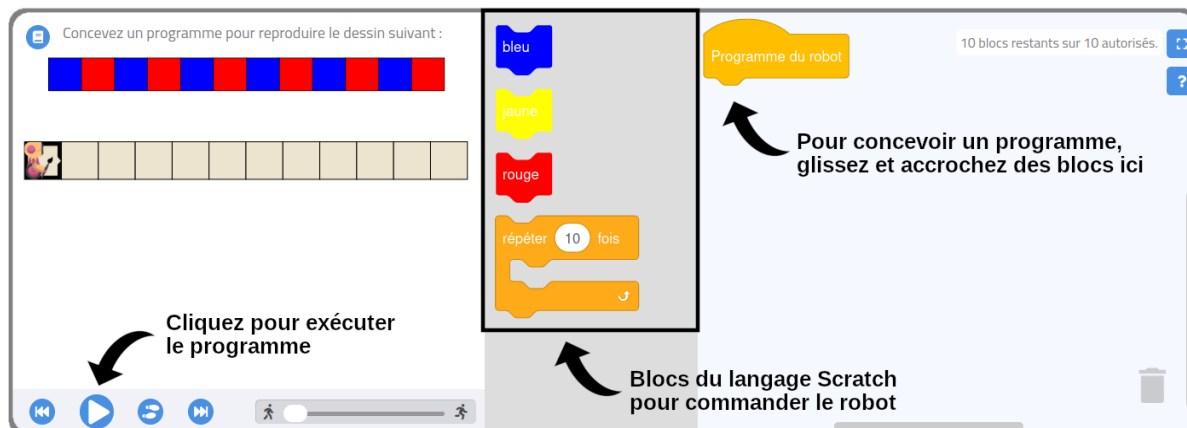 Concevez un programme pour reproduire le dessin suivant :
bleu
jaune
rouge
répéter 10 fois
Programme du robot
10 blocs restants sur 10 autorisés.
?
Pour concevoir un programme,
glissez et accrochez des blocs ici
Cliquez pour exécuter
le programme
Blocs du langage Scratch
pour commander le robot